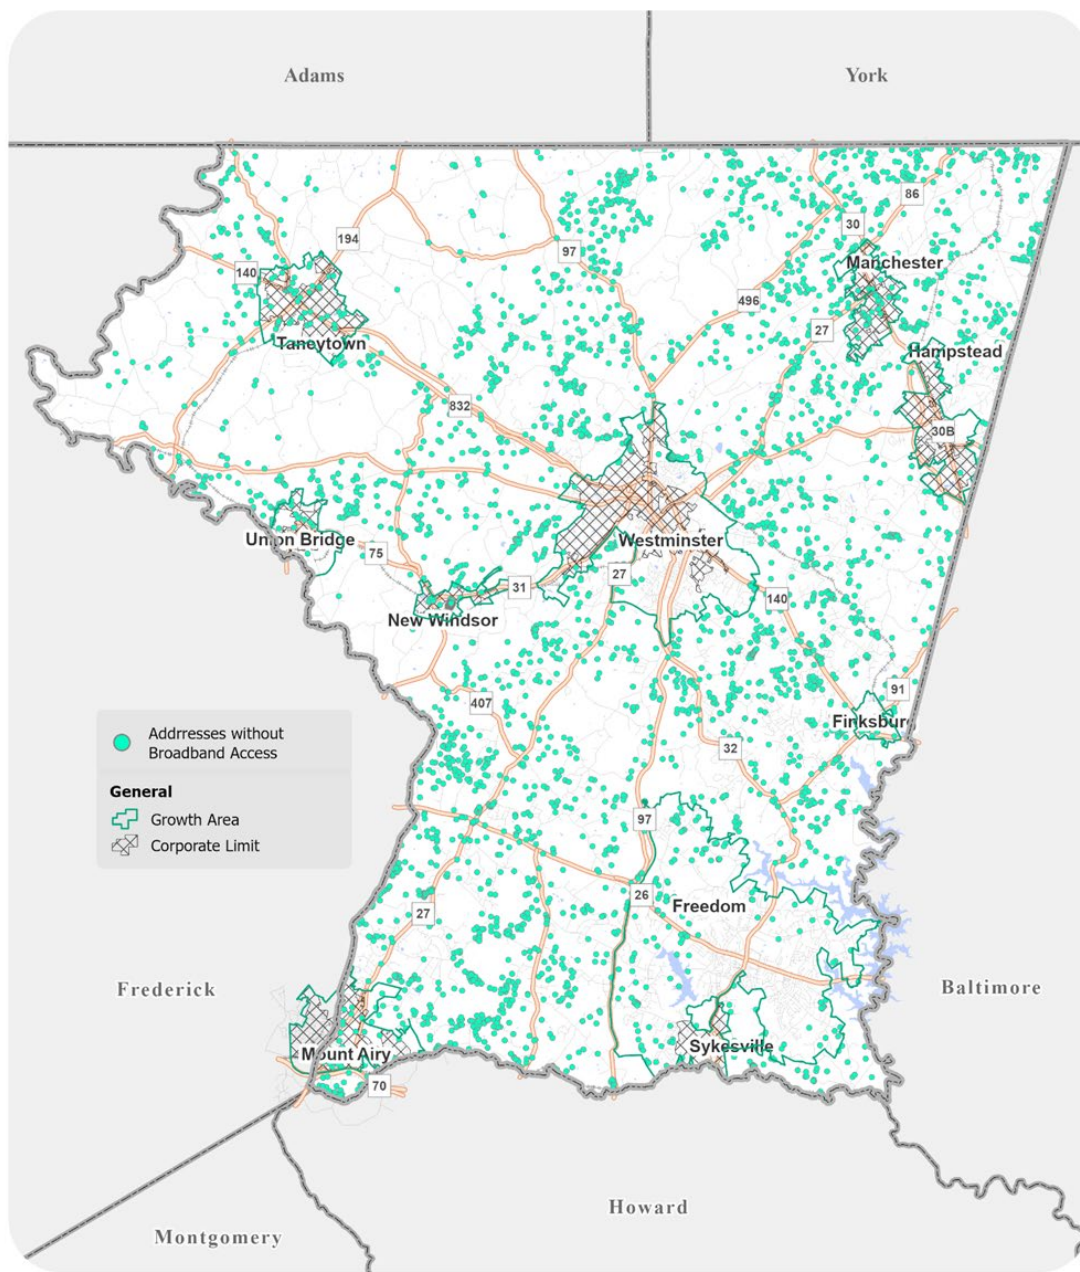 Adams
York
86
30
194
97
Manchester
140
496
27
Taneytown
Hampstead
832
30B
Union Bridge
Westminster
75
27
31
140
New Windsor
91
407
Finksburg
32
Addrresses without
Broadband Access
General
Growth Area
Corporate Limit
97
26
Freedom
27
Frederick
Baltimore
Sykesville
Mount Airy
70
Howard
Montgomery